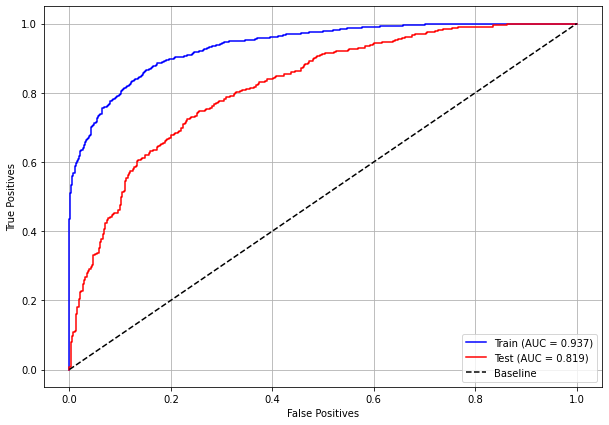 1.0
0.8
0.6
0.4
0.2
0.0
True Positives
Train (AUC = 0.937)
Test (AUC = 0.819)
Baseline
0.0 0.2 0.4 0.6 0.8 1.0
False Positives